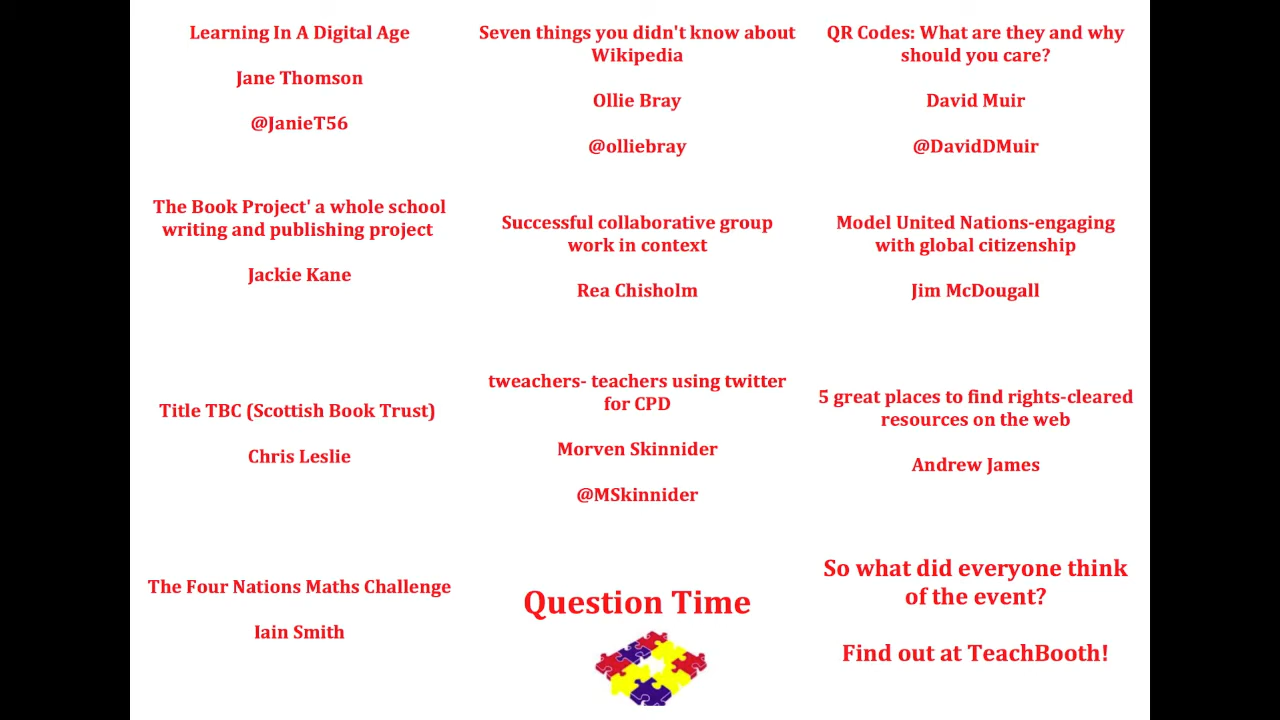 Learning In A Digital Age
Jane Thomson
@JanieT56
Seven things you didn't know about
Wikipedia
Ollie Bray
@olliebray
QR Codes: What are they and why
should you care?
David Muir
@DavidDMuir
The Book Project' a whole school
writing and publishing project
Jackie Kane
Successful collaborative group
work in context
Rea Chisholm
Model United Nations-engaging
with global citizenship
Jim McDougall
Title TBC (Scottish Book Trust)
Chris Leslie
tweachers- teachers using twitter
for CPD
Morven Skinnider
@MSkinnider
5 great places to find rights-cleared
resources on the web
Andrew James
The Four Nations Maths Challenge
Iain Smith
Question Time
So what did everyone think
of the event?
Find out at TeachBooth!